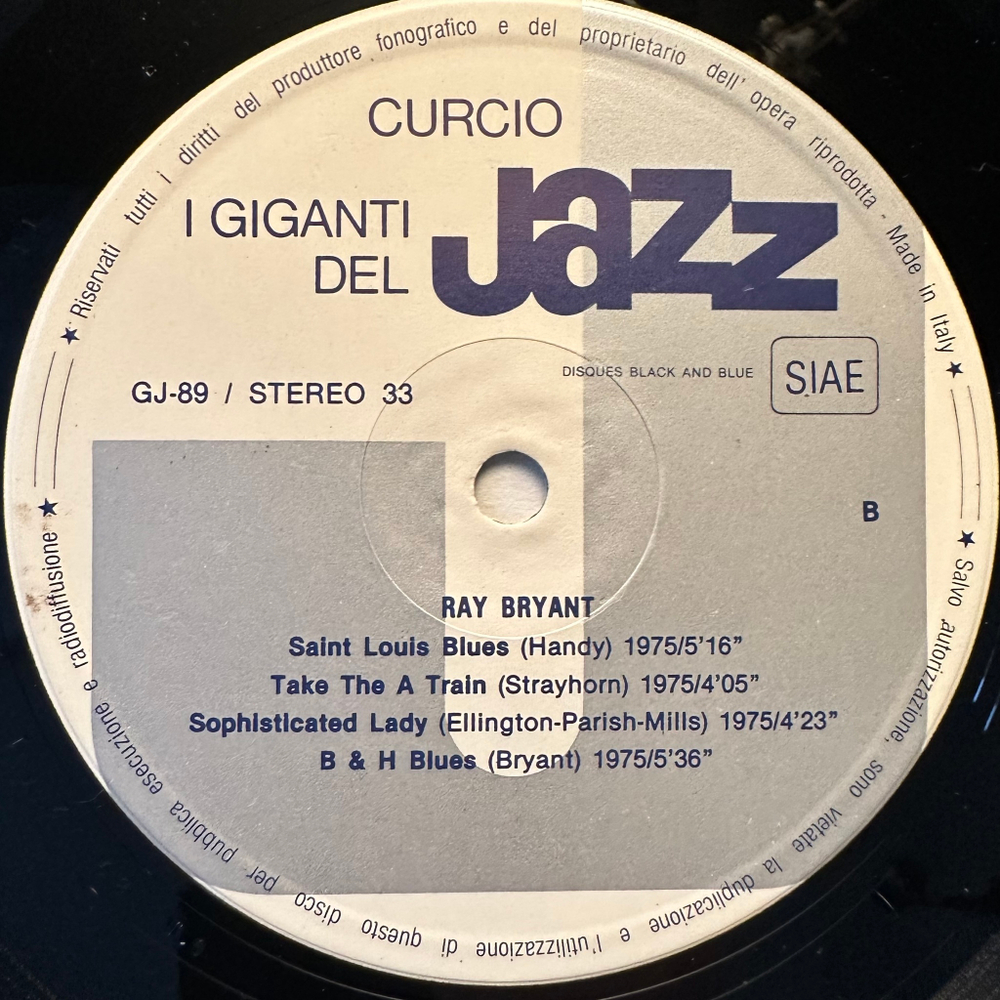 ★ Riservati tutti i diritti del produttore fonografico e del proprietario dell' opera riprodotta - Made in Italy ★
CURCIO
I GIGANTI
DEL
Jazz
DISQUES BLACK AND BLUE
SIAE
GJ-89 / STEREO 33
B
RAY BRYANT
Saint Louis Blues (Handy) 1975/5'16”
Take The A Train (Strayhorn) 1975/4'05”
Sophisticated Lady (Ellington-Parish-Mills) 1975/4'23”
B & H Blues (Bryant) 1975/5'36”
★ Salvo autorizzazione, sono vietate la duplicazione e l'utilizzazione di questo disco per pubblica esecuzione e radiodiffusione ★